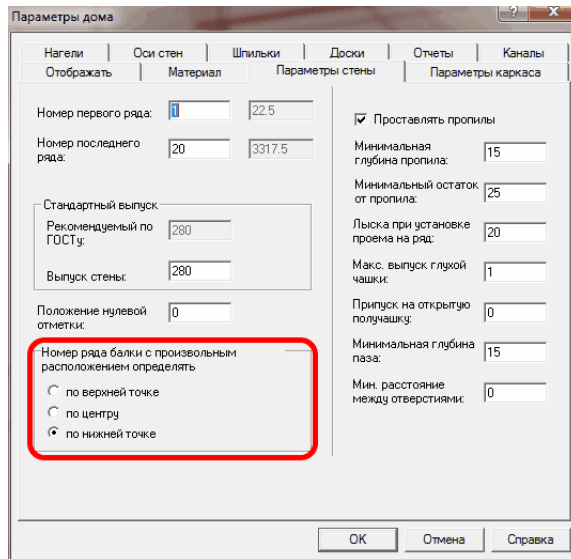 Параметры дома
Нагели Оси стен Шпильки Доски Отчеты Каналы
Отображать Материал Параметры стены Параметры каркаса
Номер первого ряда: 1 22.5
Номер последнего
ряда: 20 3317.5
Стандартный выпуск
Рекомендуемый по
ГОСТу: 280
Выпуск стены: 280
Положение нулевой
отметки: 0
Номер ряда балки с произвольным
расположением определять
по верхней точке
по центру
по нижней точке
Проставлять пропилы
Минимальная
глубина пропила: 15
Минимальный остаток
от пропила: 25
Лыска при установке
проема на ряд: 20
Макс. выпуск глухой
чашки: 1
Припуск на открытую
получашку: 0
Минимальная глубина
паза: 15
Мин. расстояние
между отверстиями: 0
OK Отмена Справка